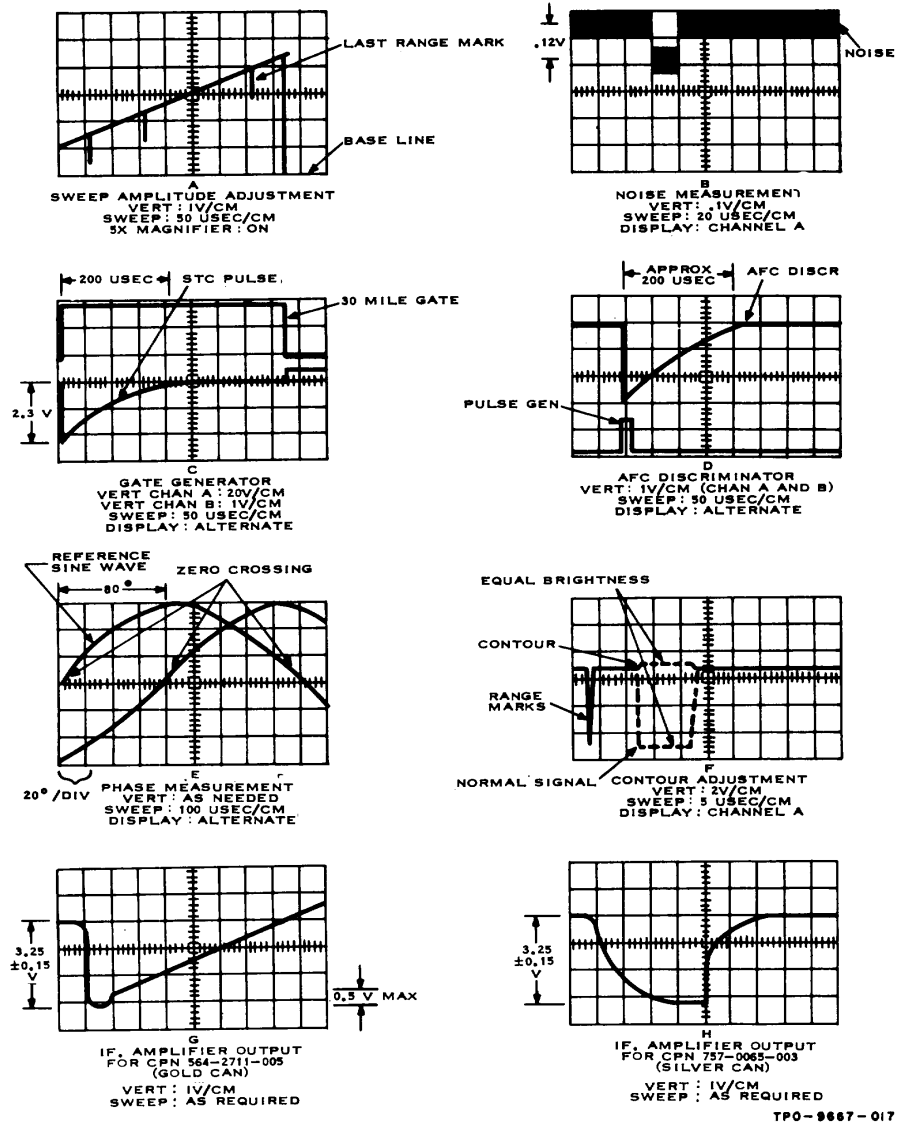 LAST RANGE MARK
BASE LINE
A
SWEEP AMPLITUDE ADJUSTMENT
VERT: 1V/CM
SWEEP: 50 USEC/CM
5X MAGNIFIER: ON
.12V
NOISE
B
NOISE MEASUREMENT
VERT: .1V/CM
SWEEP: 20 USEC/CM
DISPLAY: CHANNEL A
200 USEC
STC PULSE
30 MILE GATE
2.3 V
C
GATE GENERATOR
VERT CHAN A: 20V/CM
VERT CHAN B: 1V/CM
SWEEP: 50 USEC/CM
DISPLAY: ALTERNATE
APPROX
200 USEC
AFC DISCR
PULSE GEN
D
AFC DISCRIMINATOR
VERT: 1V/CM (CHAN A AND B)
SWEEP: 50 USEC/CM
DISPLAY: ALTERNATE
REFERENCE
SINE WAVE
ZERO CROSSING
80°
20°/DIV
E
PHASE MEASUREMENT
VERT: AS NEEDED
SWEEP: 100 USEC/CM
DISPLAY: ALTERNATE
EQUAL BRIGHTNESS
CONTOUR
RANGE
MARKS
NORMAL SIGNAL
F
CONTOUR ADJUSTMENT
VERT: 2V/CM
SWEEP: 5 USEC/CM
DISPLAY: CHANNEL A
3.25
±0.15
V
0.5 V MAX
G
IF. AMPLIFIER OUTPUT
FOR CPN 564-2711-005
(GOLD CAN)
VERT: 1V/CM
SWEEP: AS REQUIRED
3.25
±0.15
V
H
IF. AMPLIFIER OUTPUT
FOR CPN 757-0065-003
(SILVER CAN)
VERT: 1V/CM
SWEEP: AS REQUIRED
TPO-9667-017